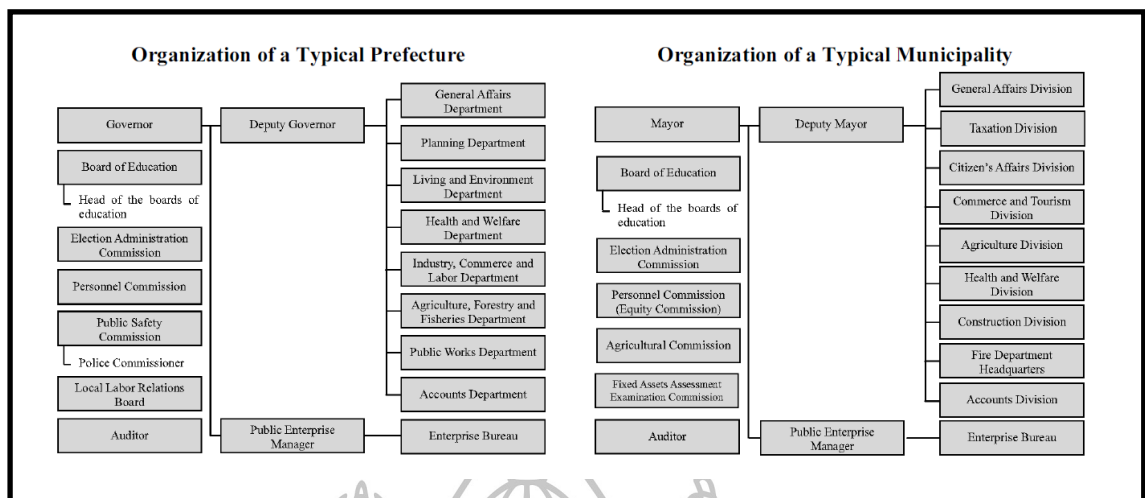 Organization of a Typical Prefecture
Governor
Board of Education
Head of the boards of
education
Election Administration
Commission
Personnel Commission
Public Safety
Commission
Police Commissioner
Local Labor Relations
Board
Auditor
Deputy Governor
Public Enterprise
Manager
General Affairs
Department
Planning Department
Living and Environment
Department
Health and Welfare
Department
Industry, Commerce and
Labor Department
Agriculture, Forestry and
Fisheries Department
Public Works Department
Accounts Department
Enterprise Bureau
Organization of a Typical Municipality
Mayor
Board of Education
Head of the boards of
education
Election Administration
Commission
Personnel Commission
(Equity Commission)
Agricultural Commission
Fixed Assets Assessment
Examination Commission
Auditor
Deputy Mayor
Public Enterprise
Manager
General Affairs Division
Taxation Division
Citizen's Affairs Division
Commerce and Tourism
Division
Agriculture Division
Health and Welfare
Division
Construction Division
Fire Department
Headquarters
Accounts Division
Enterprise Bureau